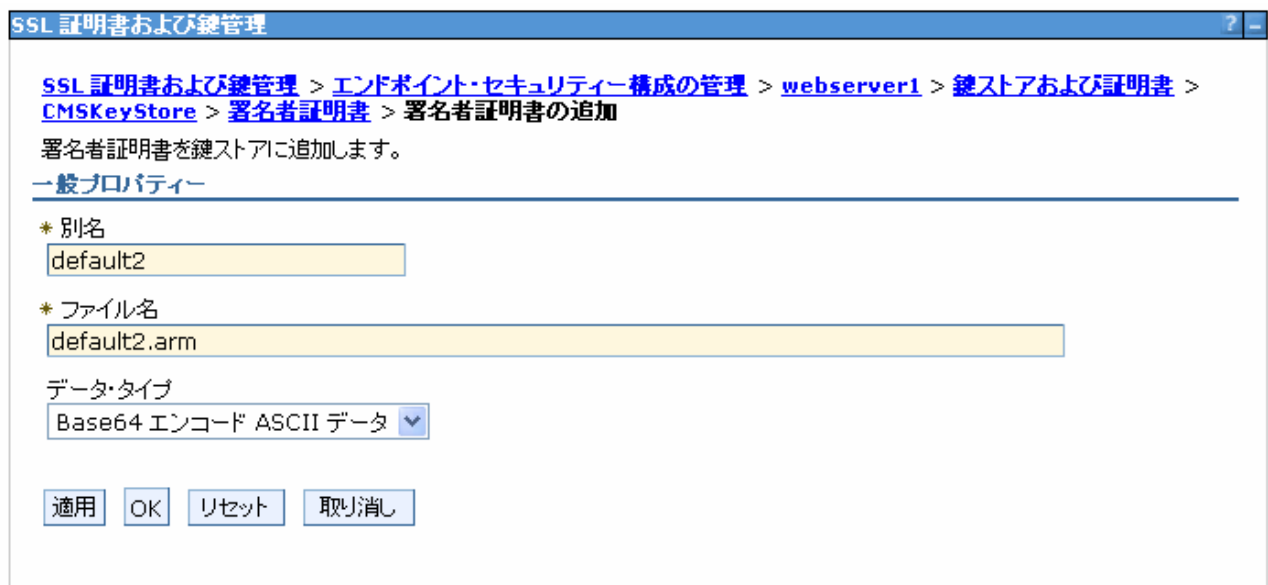 SSL 証明書および鍵管理 ? -
SSL 証明書および鍵管理 > エンドポイント・セキュリティー構成の管理 > webserver1 > 鍵ストアおよび証明書 >
CMSKeyStore > 署名者証明書 > 署名者証明書の追加
署名者証明書を鍵ストアに追加します。
一般プロパティー
* 別名
default2
* ファイル名
default2.arm
データ・タイプ
Base64 エンコード ASCII データ
適用 OK リセット 取り消し